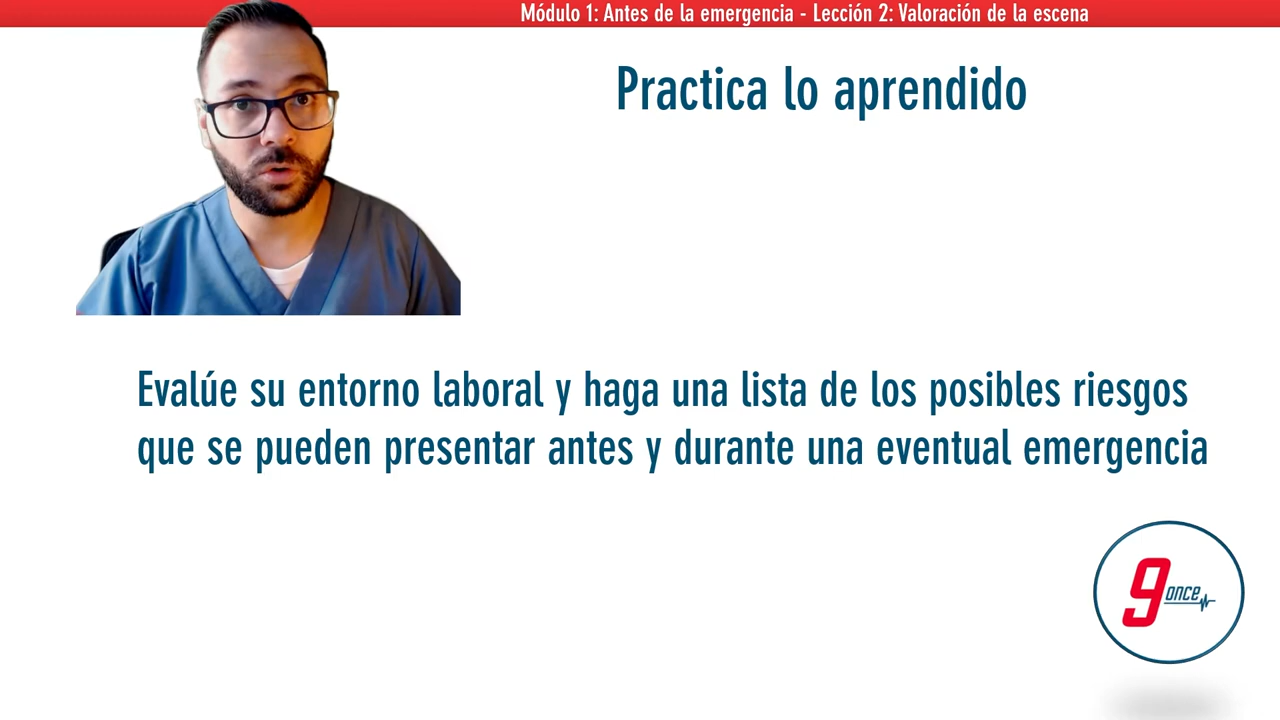 Módulo 1: Antes de la emergencia - Lección 2: Valoración de la escena
Practica lo aprendido
Evalúe su entorno laboral y haga una lista de los posibles riesgos
que se pueden presentar antes y durante una eventual emergencia
9once